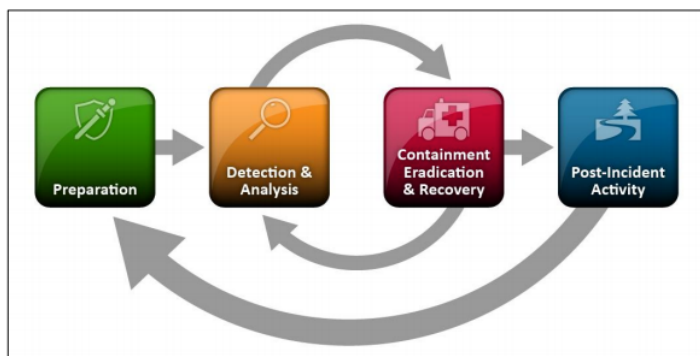 Preparation
Detection &
Analysis
Containment
Eradication
& Recovery
Post-Incident
Activity